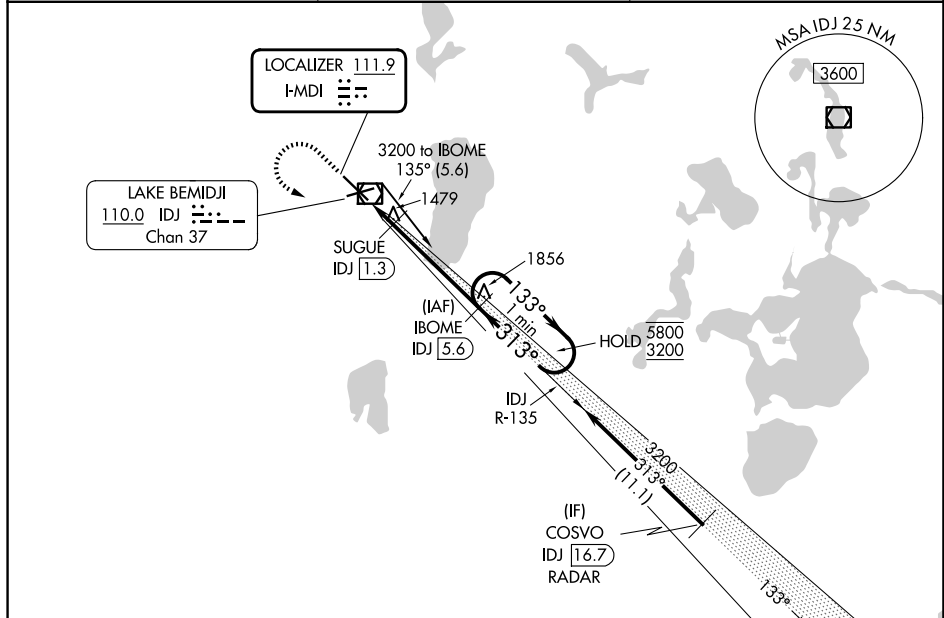 MSA IDJ 25 NM
3600
LOCALIZER 111.9
I-MDI
3200 to IBOME
135° (5.6)
1479
LAKE BEMIDJI
110.0 IDJ
Chan 37
SUGUE
IDJ 1.3
1856
133°
1 min
(IAF)
IBOME
IDJ 5.6
313°
HOLD 5800
3200
IDJ
R-135
3200
313°
(11.1)
(IF)
COSVO
IDJ 16.7
RADAR
133°